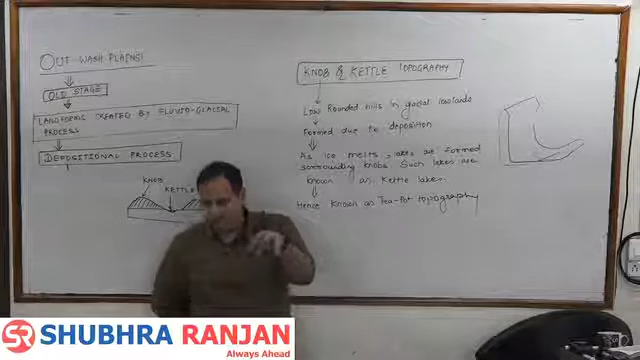 OUT WASH PLAINS
OLD STAGE
LANDFORMS CREATED BY FLUVIO-GLACIAL
PROCESS
DEPOSITIONAL PROCESS
KNOB
KETTLE
KNOB & KETTLE TOPOGRAPHY
Low Rounded hills in glacial lowlands
Formed due to deposition
As ice melts, lakes are formed
surrounding knobs. Such lakes are
known as kettle lakes.
Hence known as Tea-Pot topography
SR
SHUBHRA RANJAN
Always Ahead